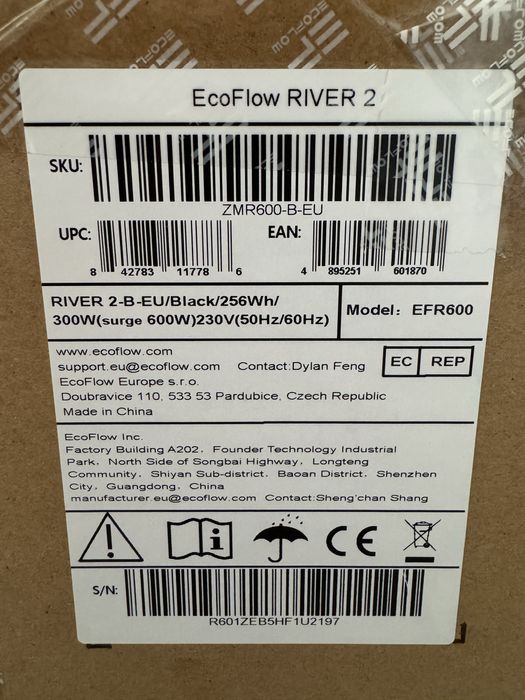 ECOFLOW
EcoFlow RIVER 2
SKU:
ZMR600-B-EU
UPC:
8 42783 11778 6
EAN:
4 895251 601870
RIVER 2-B-EU/Black/256Wh/
300W(surge 600W)230V(50Hz/60Hz)
Model: EFR600
www.ecoflow.com
support.eu@ecoflow.com Contact:Dylan Feng
EC REP
EcoFlow Europe s.r.o.
Doubravice 110, 533 53 Pardubice, Czech Republic
Made in China
EcoFlow Inc.
Factory Building A202, Founder Technology Industrial
Park, North Side of Songbai Highway, Longteng
Community, Shiyan Sub-district, Baoan District, Shenzhen
City, Guangdong, China
manufacturer.eu@ecoflow.com Contact:Sheng'chan Shang
CE
S/N:
R601ZEB5HF1U2197